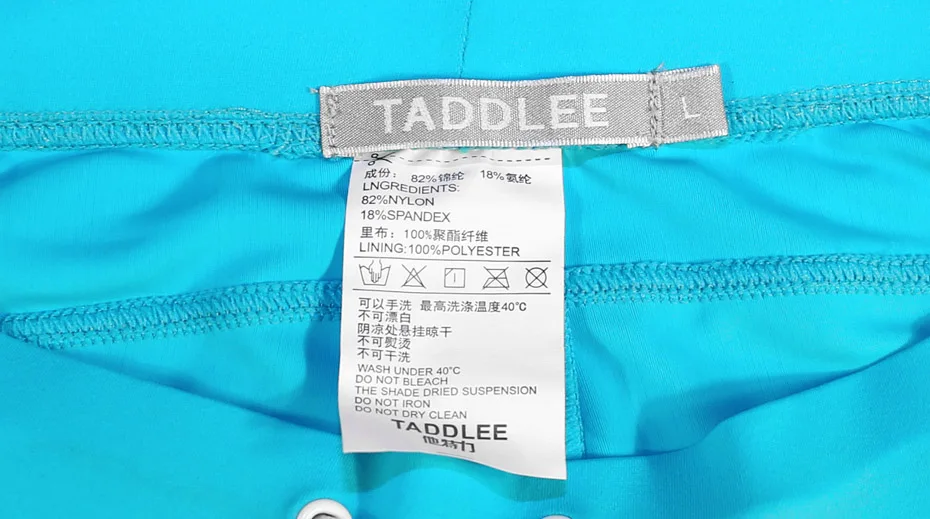 TADDLEE L
成份： 82%锦纶 18%氨纶
LNGREDIENTS:
82%NYLON
18%SPANDEX
里布：100%聚酯纤维
LINING:100%POLYESTER
可以手洗 最高洗涤温度40℃
不可漂白
阴凉处悬挂晾干
不可熨烫
不可干洗
WASH UNDER 40℃
DO NOT BLEACH
THE SHADE DRIED SUSPENSION
DO NOT IRON
DO NOT DRY CLEAN
TADDLEE
他特力